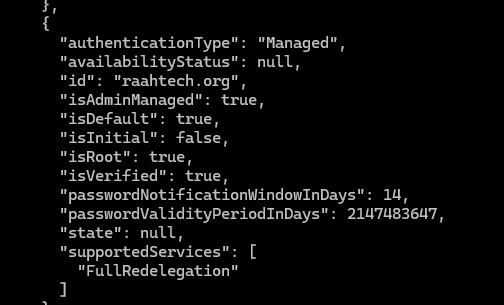 },
{
"authenticationType": "Managed",
"availabilityStatus": null,
"id": "raahtech.org",
"isAdminManaged": true,
"isDefault": true,
"isInitial": false,
"isRoot": true,
"isVerified": true,
"passwordNotificationWindowInDays": 14,
"passwordValidityPeriodInDays": 2147483647,
"state": null,
"supportedServices": [
"FullRedelegation"
]
}